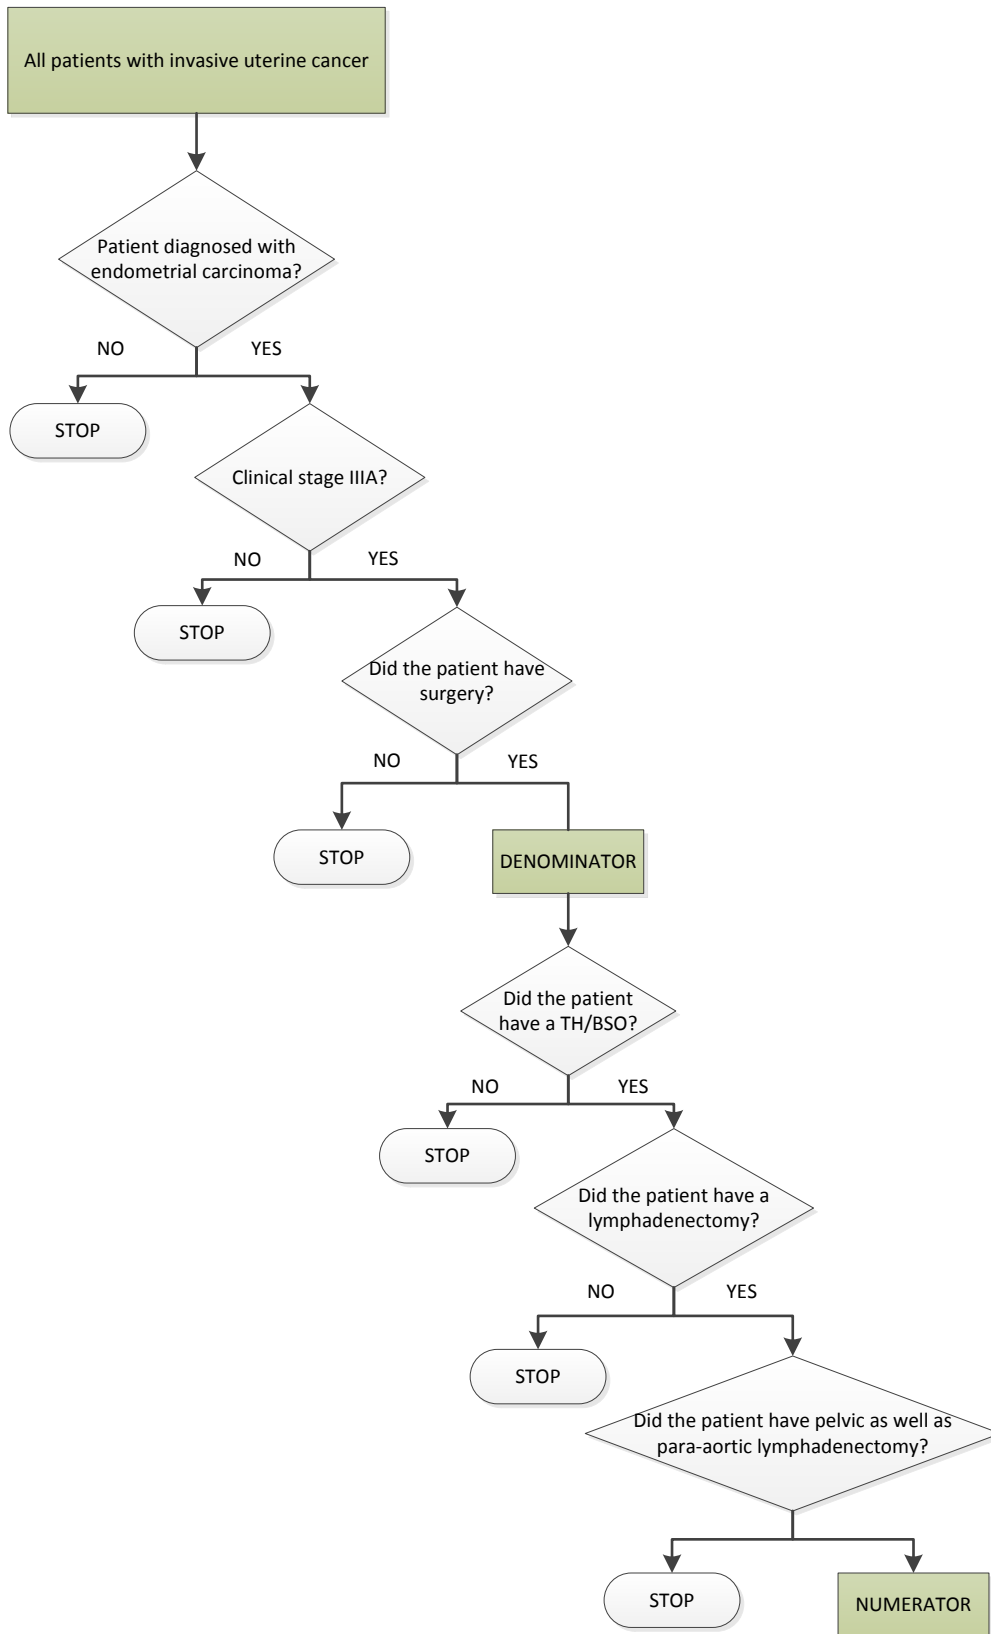 All patients with invasive uterine cancer
Patient diagnosed with
endometrial carcinoma?
NO
YES
STOP
Clinical stage IIIA?
NO
YES
STOP
Did the patient have
surgery?
NO
YES
STOP
DENOMINATOR
Did the patient
have a TH/BSO?
NO
YES
STOP
Did the patient have a
lymphadenectomy?
NO
YES
STOP
Did the patient have pelvic as well as
para-aortic lymphadenectomy?
STOP
NUMERATOR